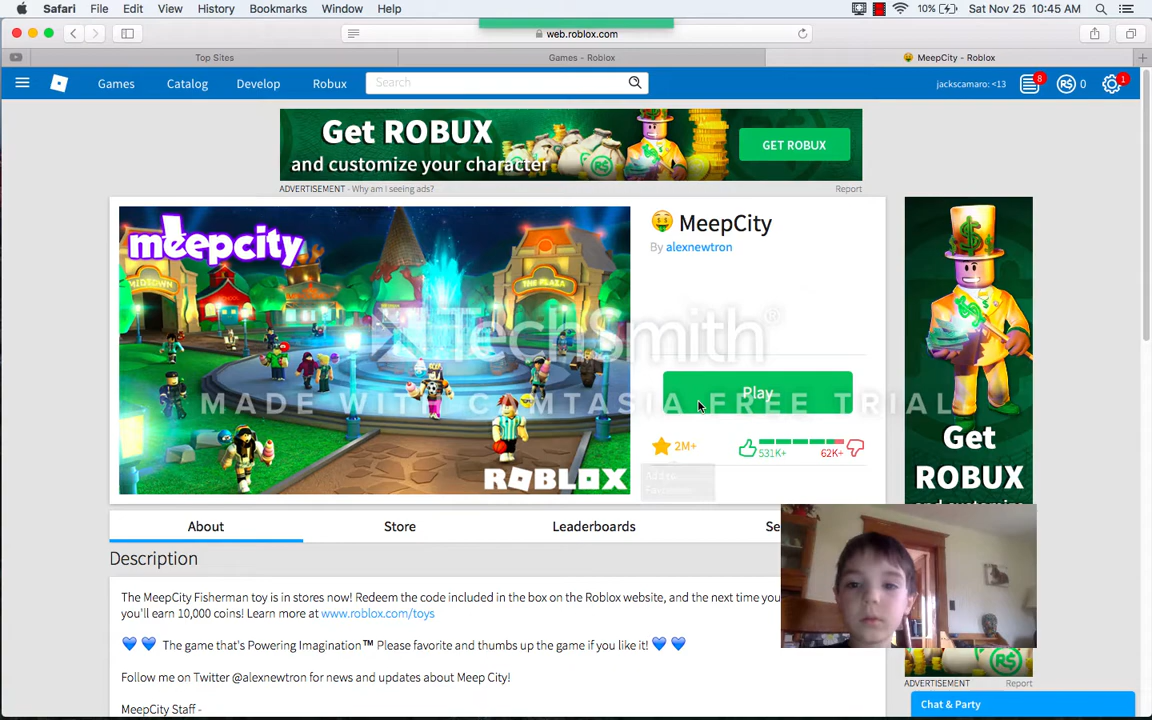 Safari File Edit View History Bookmarks Window Help 10% Sat Nov 25 10:45 AM
web.roblox.com
Top Sites Games - Roblox 🤑 MeepCity - Roblox
Games Catalog Develop Robux Search jackscamaro: <13 8 R$ 0 1
Get ROBUX
and customize your character
GET ROBUX
ADVERTISEMENT - Why am I seeing ads? Report
meepcity
MIDTOWN
THE PLAZA
ROBLOX
🤑 MeepCity
By alexnewtron
TechSmith®
Play
MADE WITH CAMTASIA FREE TRIAL
2M+ 531K+ 62K+
Add to
Get
ROBUX
About Store Leaderboards Se
Description
The MeepCity Fisherman toy is in stores now! Redeem the code included in the box on the Roblox website, and the next time you
you'll earn 10,000 coins! Learn more at www.roblox.com/toys
💙 💙 The game that's Powering Imagination™ Please favorite and thumbs up the game if you like it! 💙 💙
Follow me on Twitter @alexnewtron for news and updates about Meep City!
MeepCity Staff -
ADVERTISEMENT Report
Chat & Party